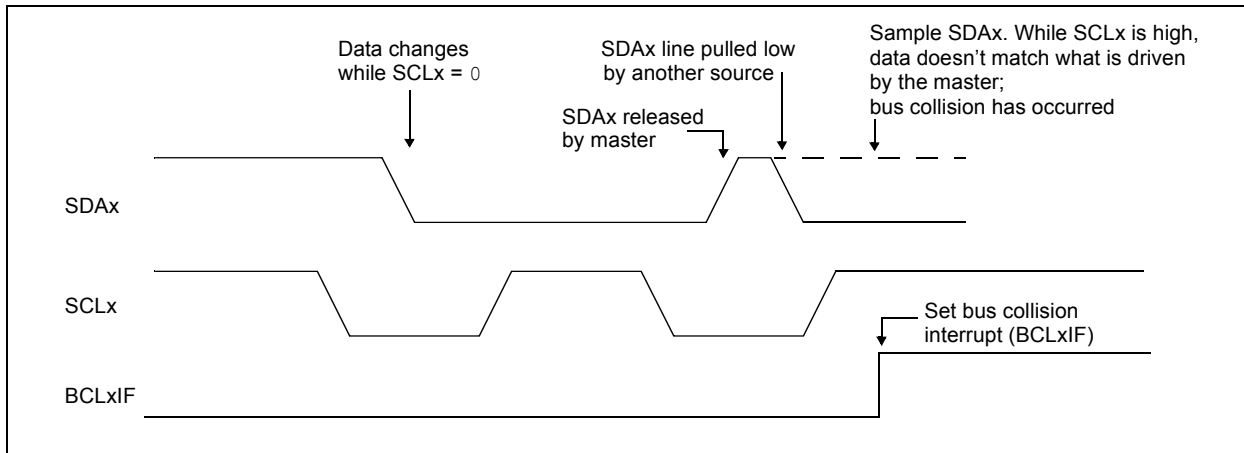 Data changes
while SCLx = 0
SDAx line pulled low
by another source
Sample SDAx. While SCLx is high,
data doesn’t match what is driven
by the master;
bus collision has occurred
SDAx released
by master
SDAx
SCLx
Set bus collision
interrupt (BCLxIF)
BCLxIF